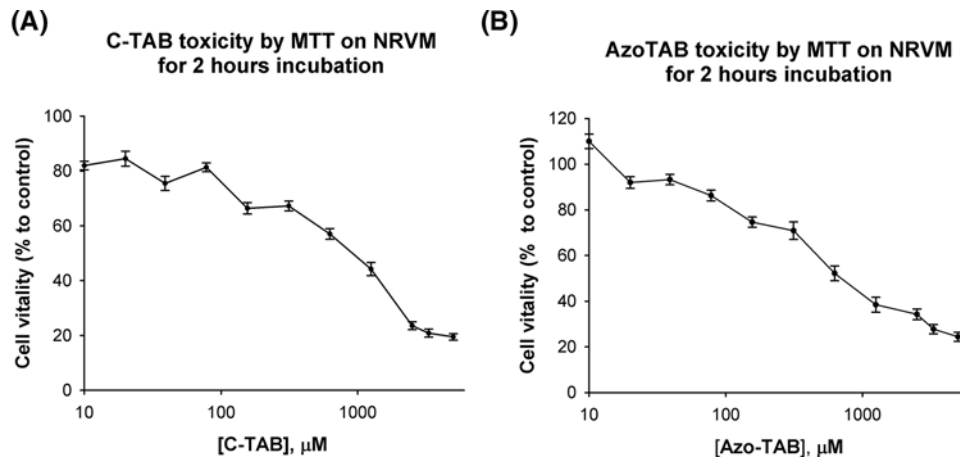 (A)
C-TAB toxicity by MTT on NRVM
for 2 hours incubation
Cell vitality (% to control)
100
80
60
40
20
0
10
100
1000
[C-TAB], μM
(B)
AzoTAB toxicity by MTT on NRVM
for 2 hours incubation
Cell vitality (% to control)
120
100
80
60
40
20
0
10
100
1000
[Azo-TAB], μM